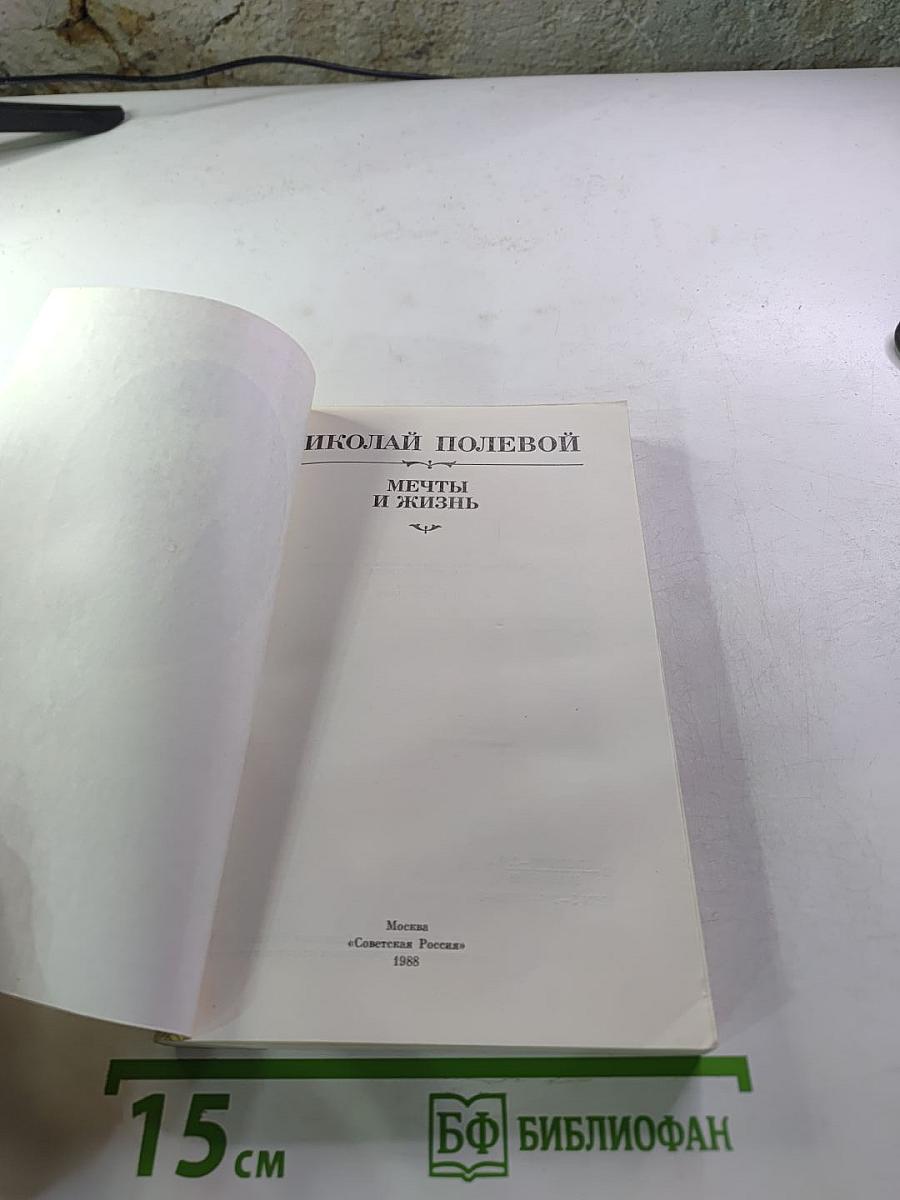 ИКОЛАЙ ПОЛЕВОЙ
МЕЧТЫ
И ЖИЗНЬ
Москва
«Советская Россия»
1988
15 см
БФ БИБЛИОФАН